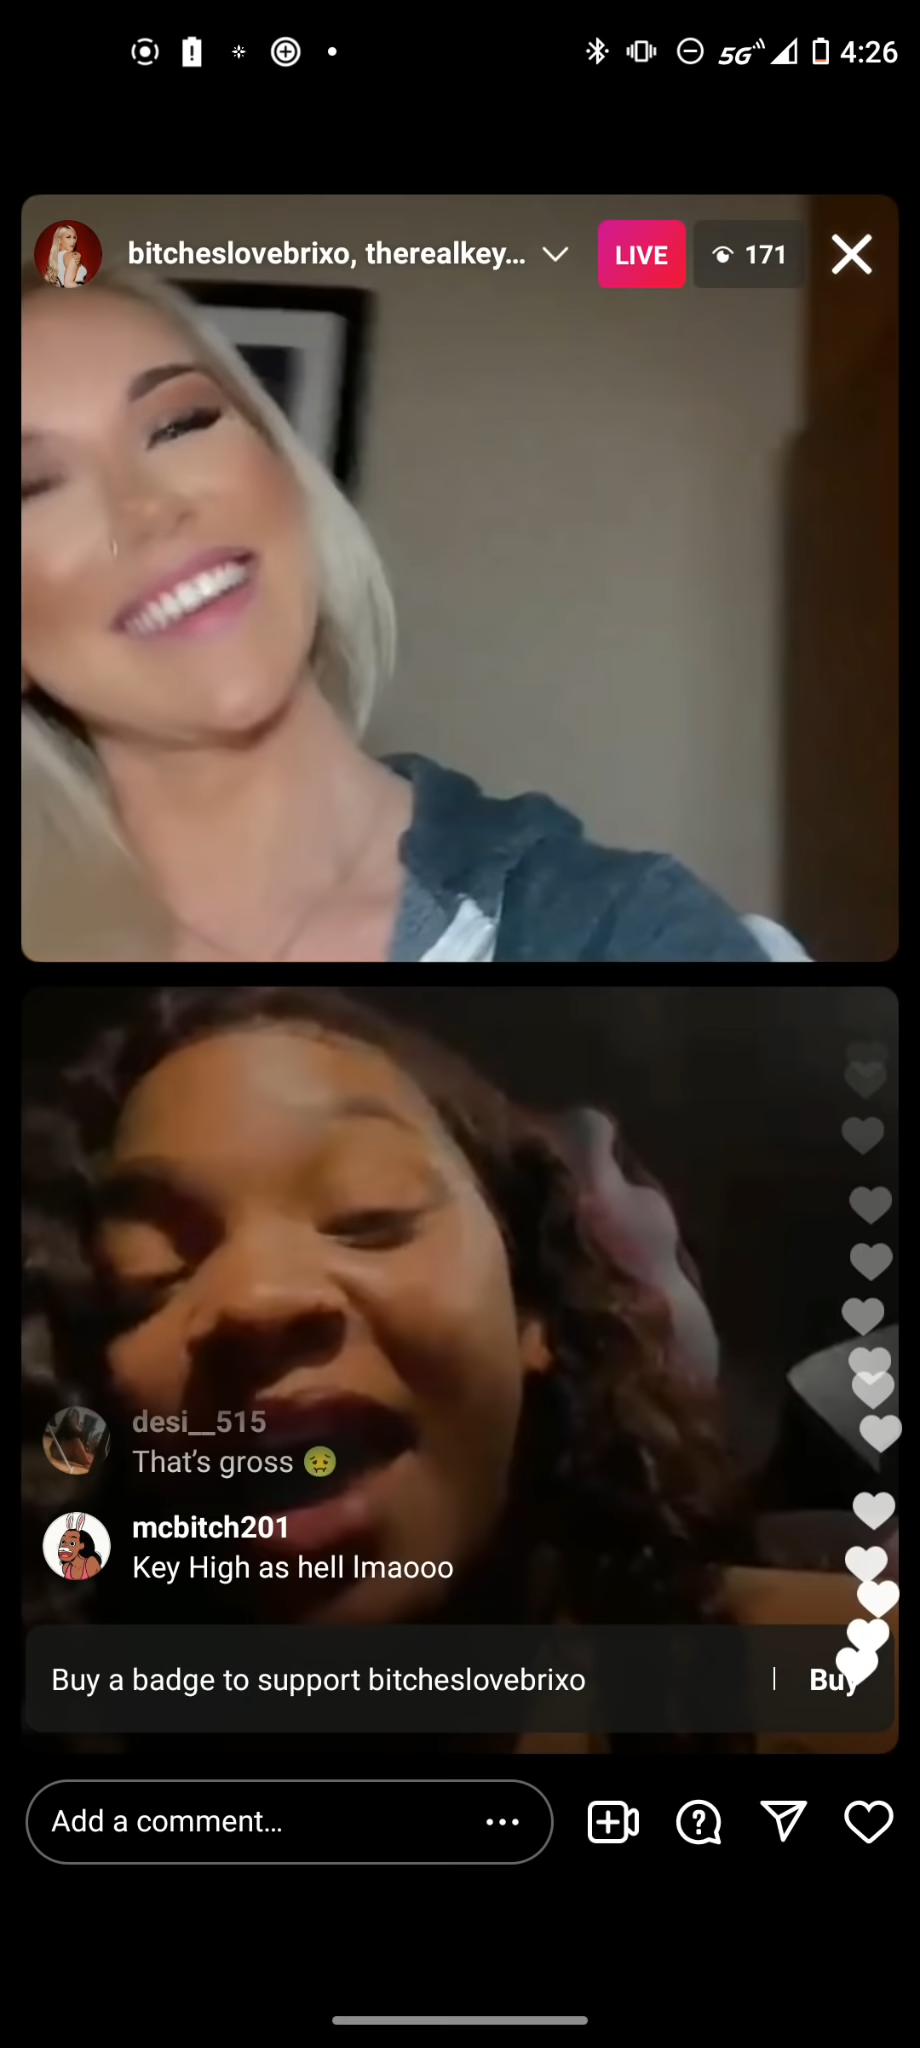 5G 4:26
bitcheslovebrixo, therealkey... LIVE 171
desi__515
That's gross 🤢
mcbitch201
Key High as hell lmaooo
Buy a badge to support bitcheslovebrixo | Buy
Add a comment...